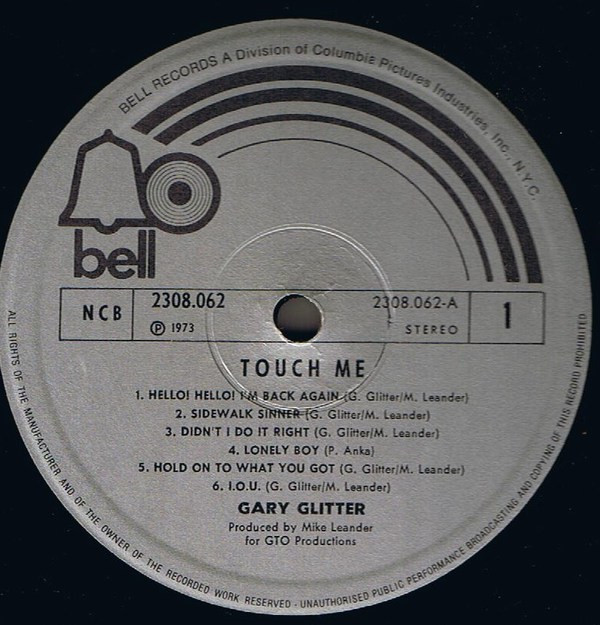 BELL RECORDS A Division of Columbia Pictures Industries, Inc., N.Y.C.
bell
NCB
2308.062
℗ 1973
2308.062-A
STEREO
1
TOUCH ME
1. HELLO! HELLO! I'M BACK AGAIN (G. Glitter/M. Leander)
2. SIDEWALK SINNER (G. Glitter/M. Leander)
3. DIDN'T I DO IT RIGHT (G. Glitter/M. Leander)
4. LONELY BOY (P. Anka)
5. HOLD ON TO WHAT YOU GOT (G. Glitter/M. Leander)
6. I.O.U. (G. Glitter/M. Leander)
GARY GLITTER
Produced by Mike Leander
for GTO Productions
ALL RIGHTS OF THE MANUFACTURER AND OF THE OWNER OF THE RECORDED WORK RESERVED - UNAUTHORISED PUBLIC PERFORMANCE BROADCASTING AND COPYING OF THIS RECORD PROHIBITED